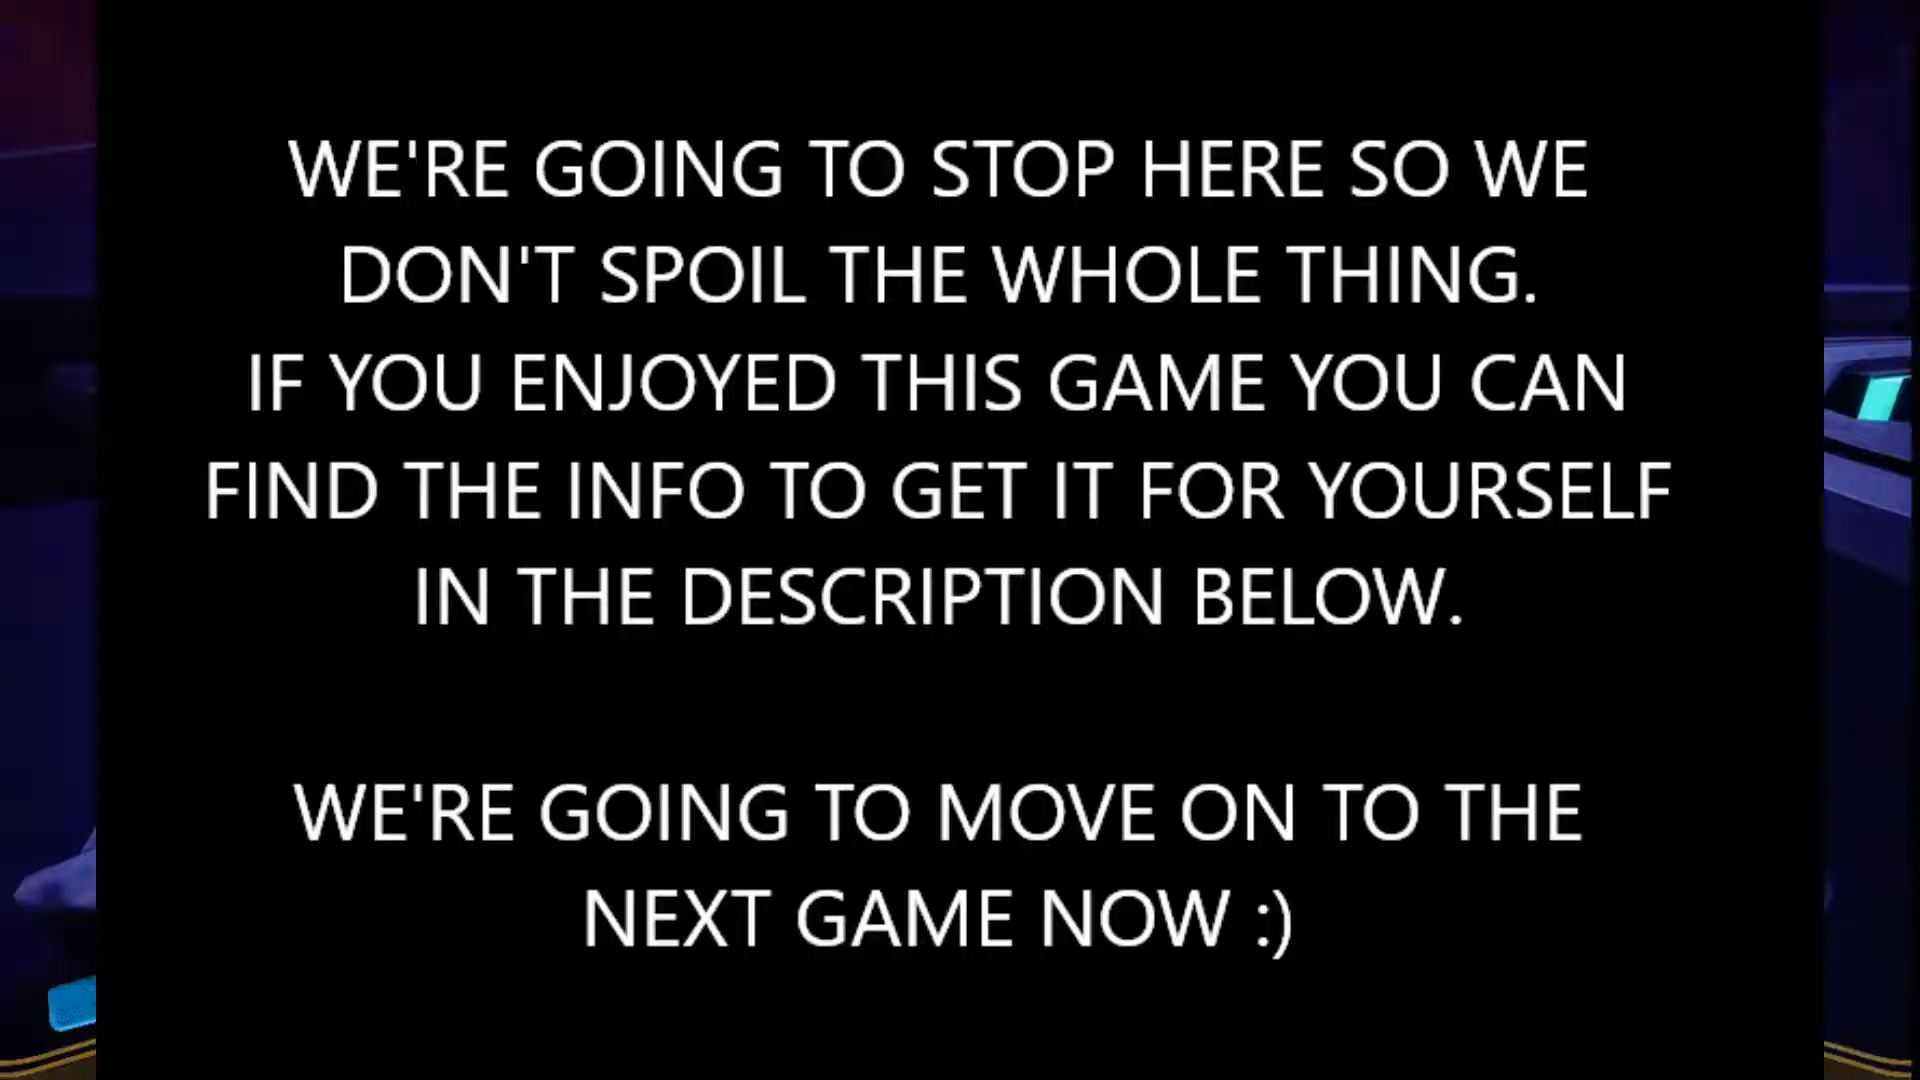 WE'RE GOING TO STOP HERE SO WE
DON'T SPOIL THE WHOLE THING.
IF YOU ENJOYED THIS GAME YOU CAN
FIND THE INFO TO GET IT FOR YOURSELF
IN THE DESCRIPTION BELOW.
WE'RE GOING TO MOVE ON TO THE
NEXT GAME NOW :)